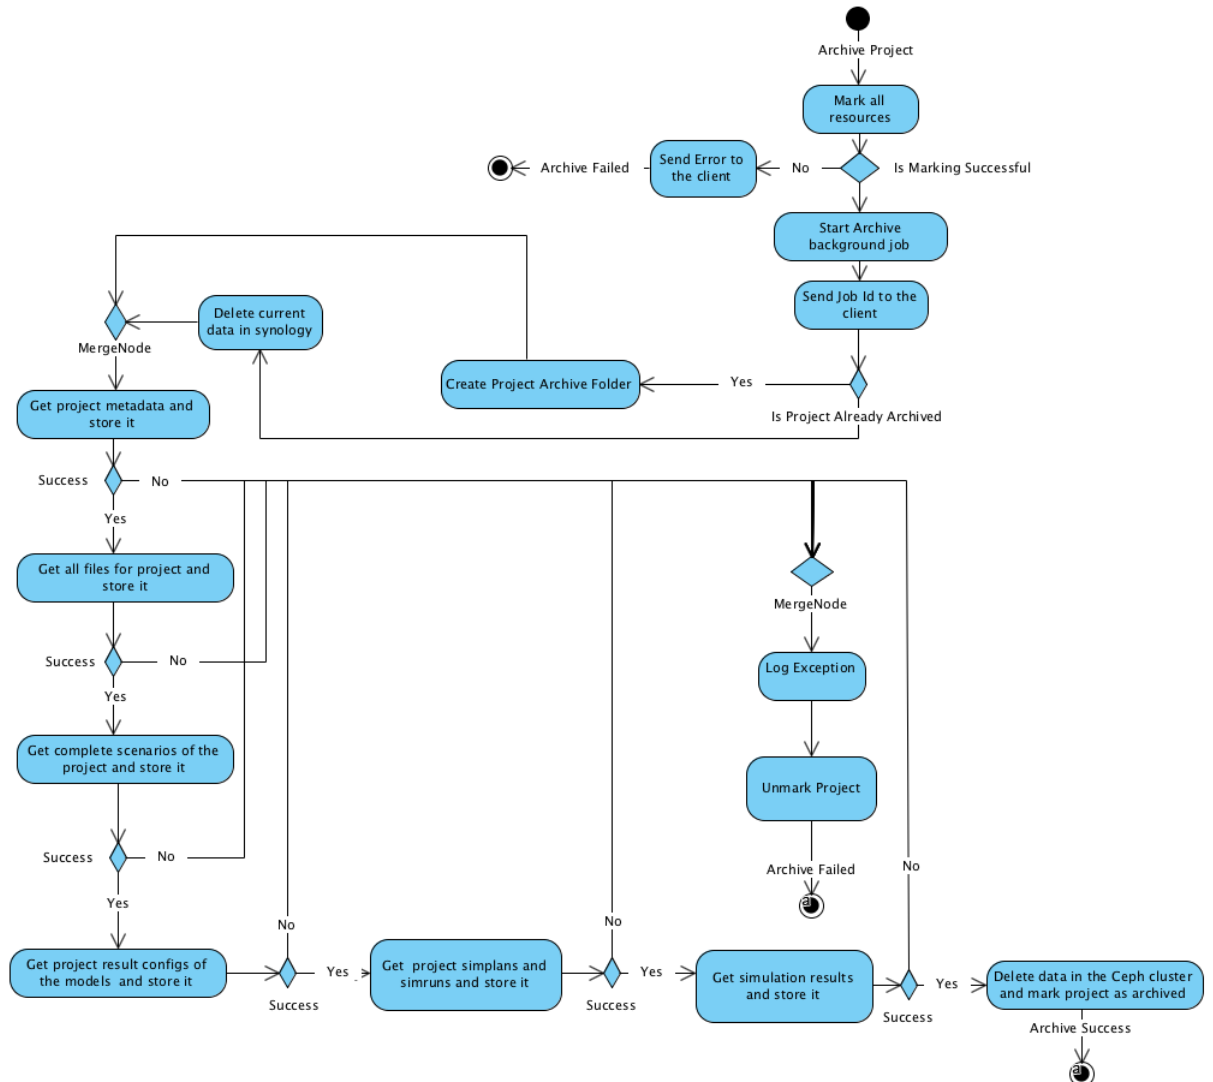 Archive Project
Mark all
resources
Send Error to
the client
Archive Failed
No
Is Marking Successful
Start Archive
background job
Send Job Id to the
client
Delete current
data in synology
MergeNode
Create Project Archive Folder
Yes
Is Project Already Archived
Get project metadata and
store it
Success
No
Yes
Get all files for project and
store it
Success
No
Yes
Get complete scenarios of the
project and store it
Success
No
Yes
MergeNode
Log Exception
Unmark Project
Archive Failed
a
Get project result configs of
the models and store it
No
Success
Yes
Get project simplans and
simruns and store it
No
Success
Yes
Get simulation results
and store it
No
Success
Yes
Delete data in the Ceph cluster
and mark project as archived
Archive Success
a